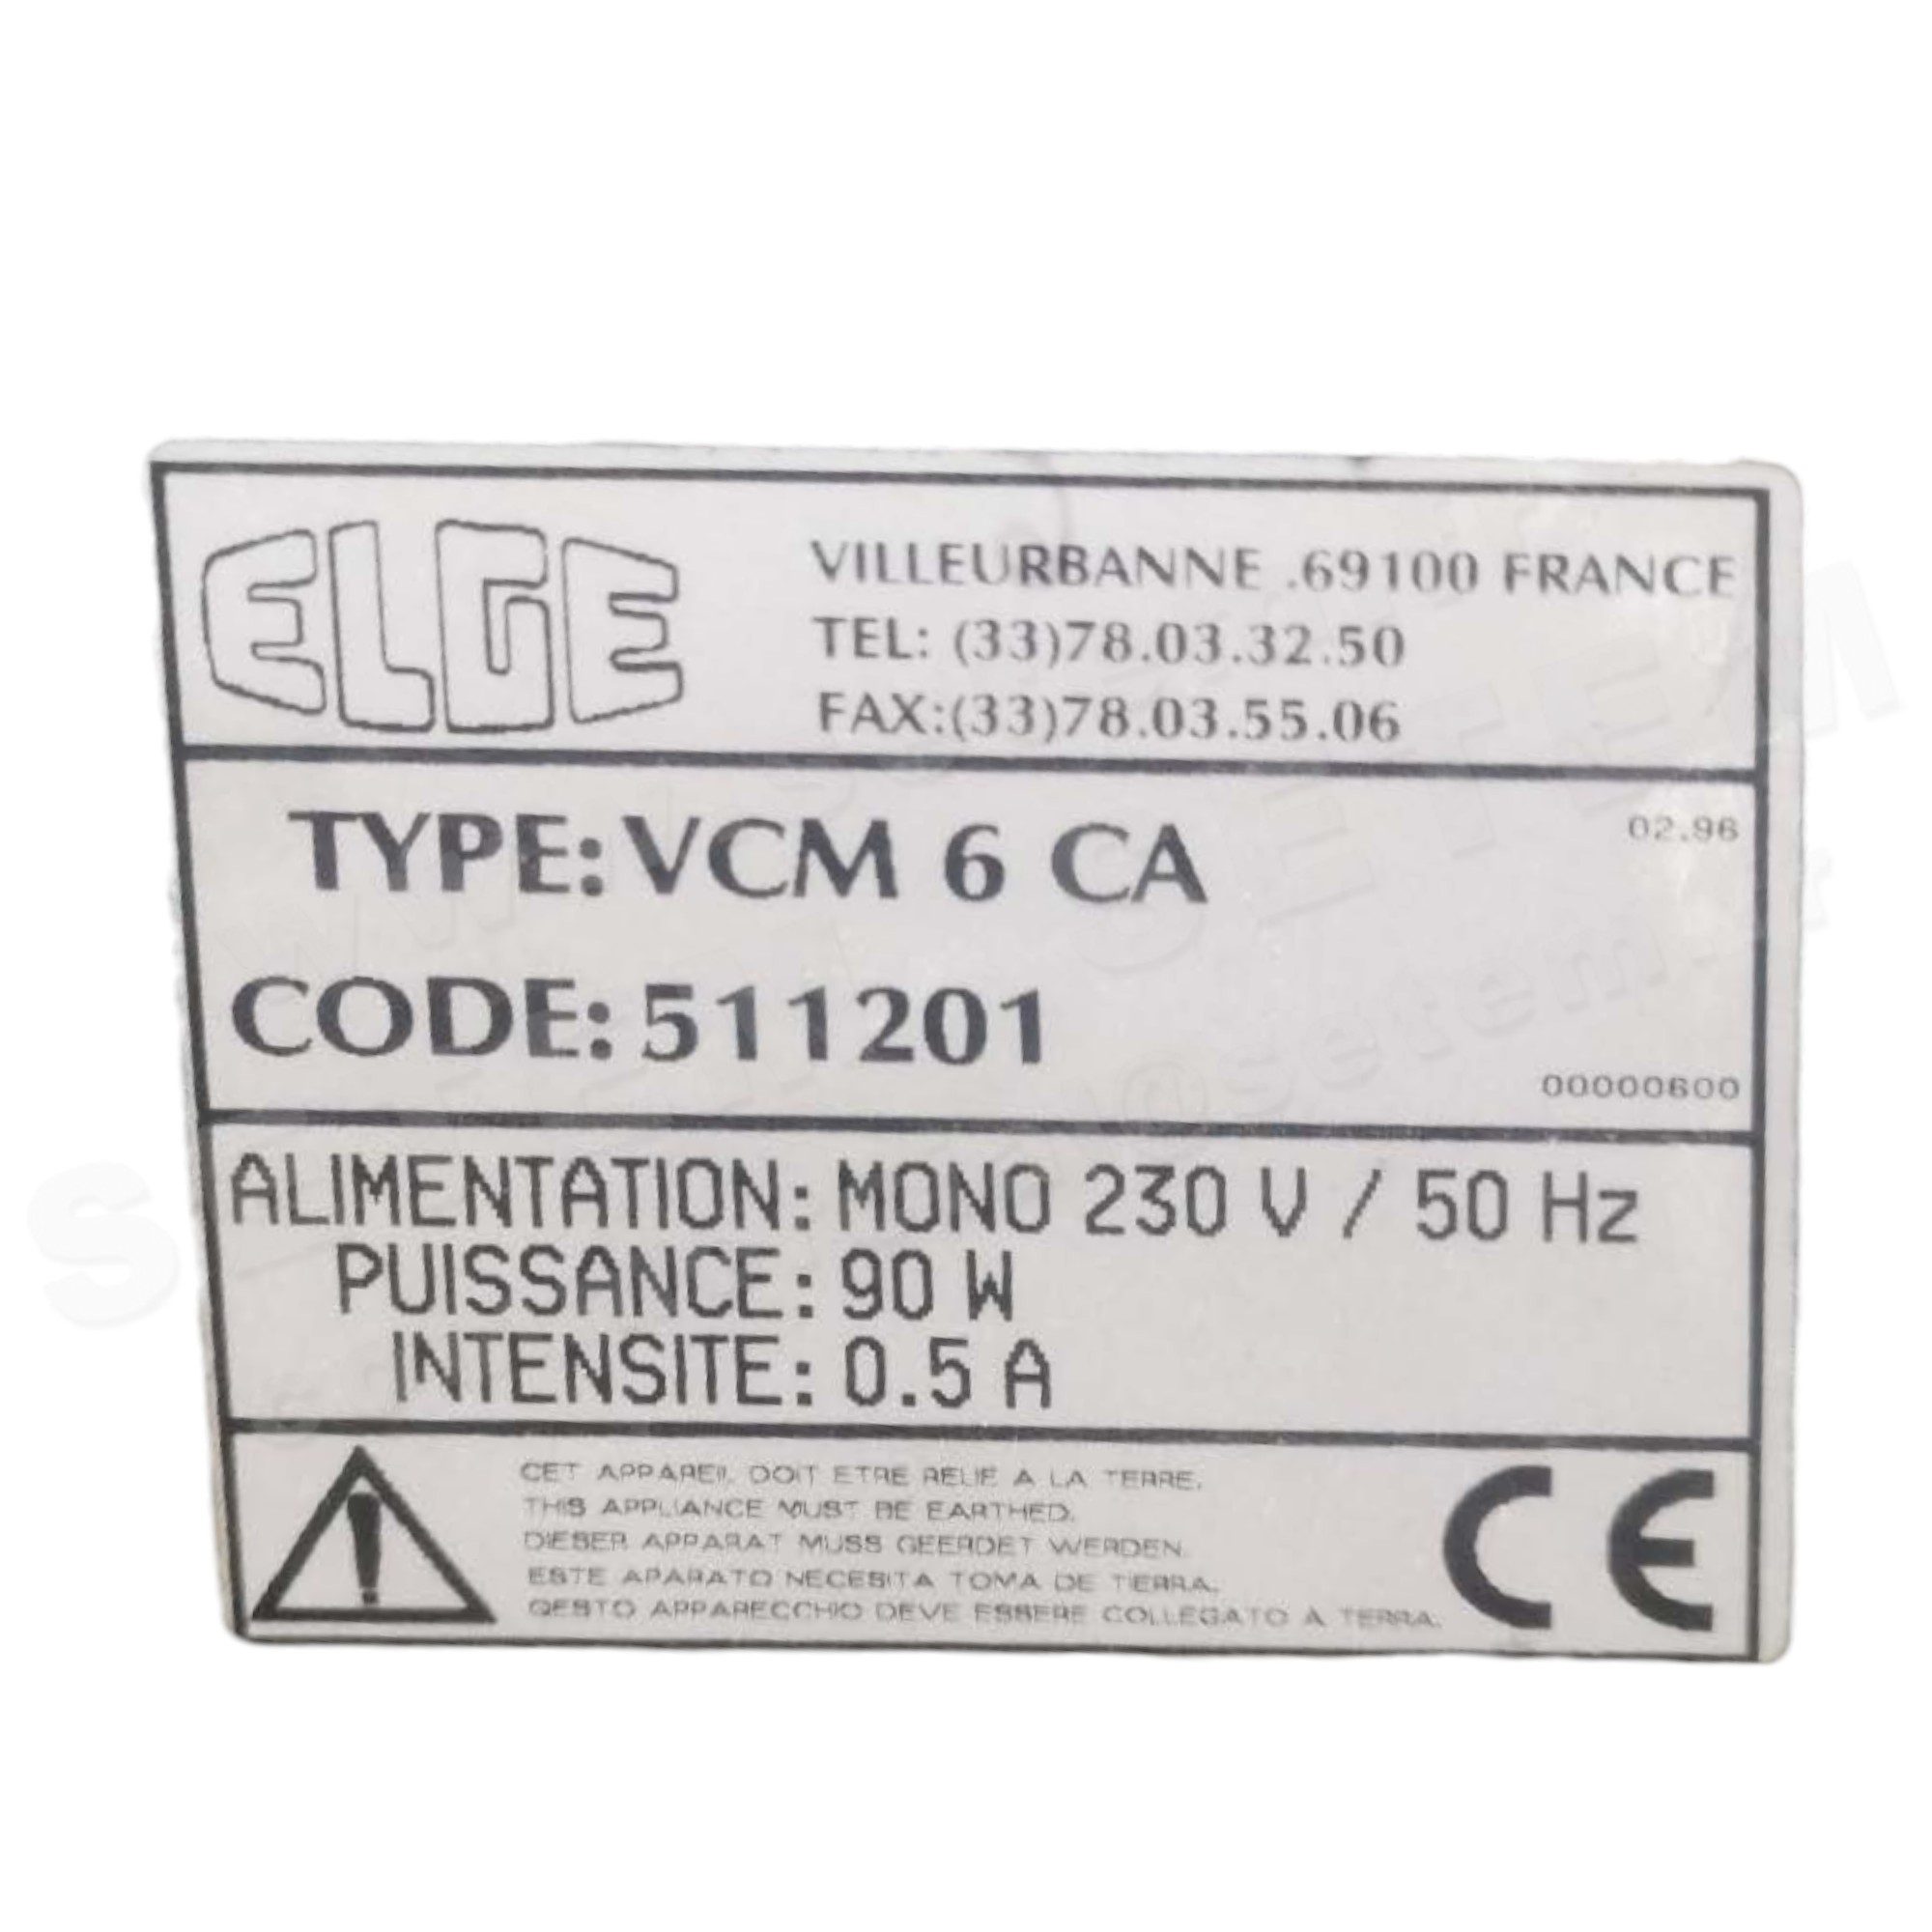 ELGE
VILLEURBANNE .69100 FRANCE
TEL: (33)78.03.32.50
FAX:(33)78.03.55.06
TYPE: VCM 6 CA
02.96
CODE: 511201
00000600
ALIMENTATION: MONO 230 V / 50 Hz
PUISSANCE: 90 W
INTENSITE: 0.5 A
CET APPAREIL DOIT ETRE RELIE A LA TERRE.
THIS APPLIANCE MUST BE EARTHED.
DIESER APPARAT MUSS GEERDET WERDEN.
ESTE APARATO NECESITA TOMA DE TIERRA.
QESTO APPARECCHIO DEVE ESSERE COLLEGATO A TERRA.
CE